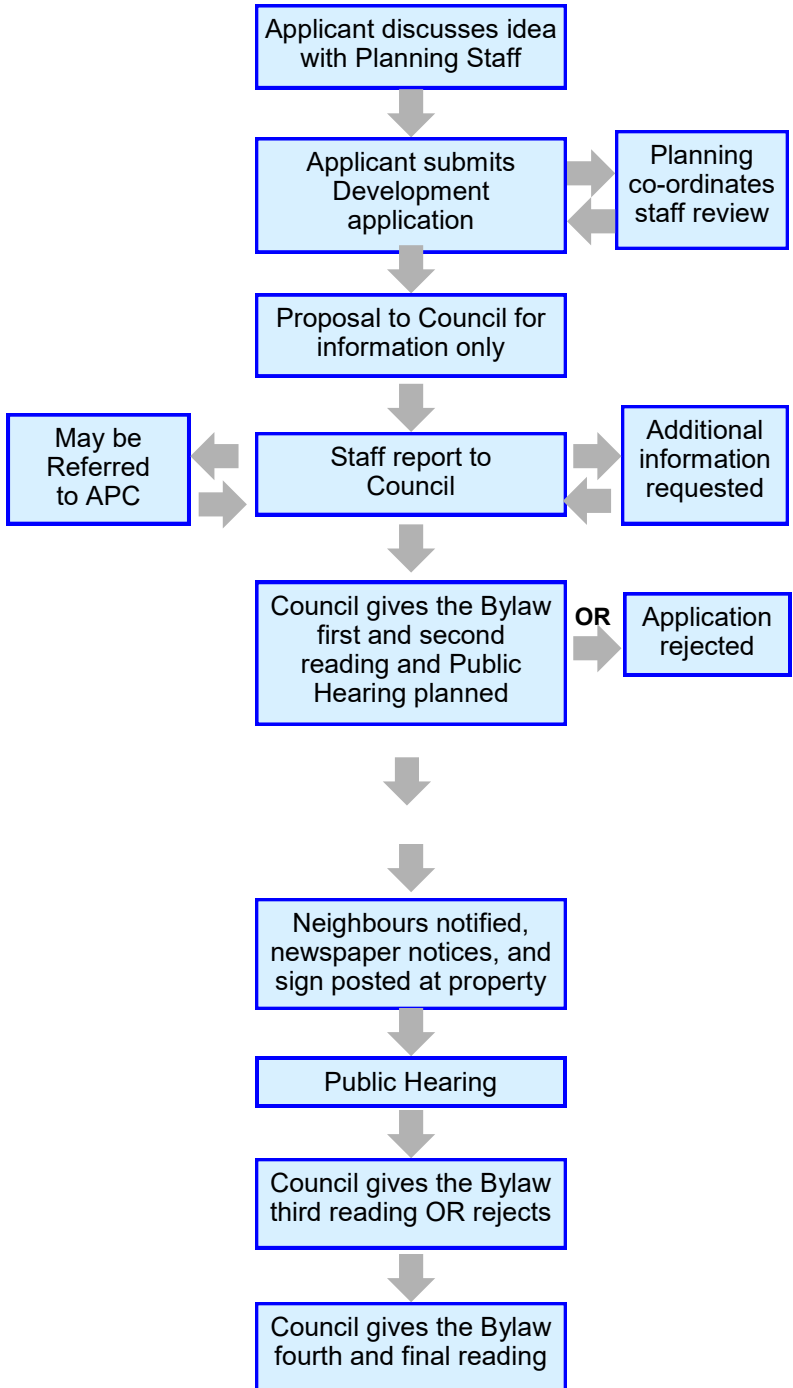 Applicant discusses idea
with Planning Staff
Applicant submits
Development
application
Planning
co-ordinates
staff review
Proposal to Council for
information only
May be
Referred
to APC
Staff report to
Council
Additional
information
requested
Council gives the Bylaw
first and second
reading and Public
Hearing planned
OR
Application
rejected
Neighbours notified,
newspaper notices, and
sign posted at property
Public Hearing
Council gives the Bylaw
third reading OR rejects
Council gives the Bylaw
fourth and final reading